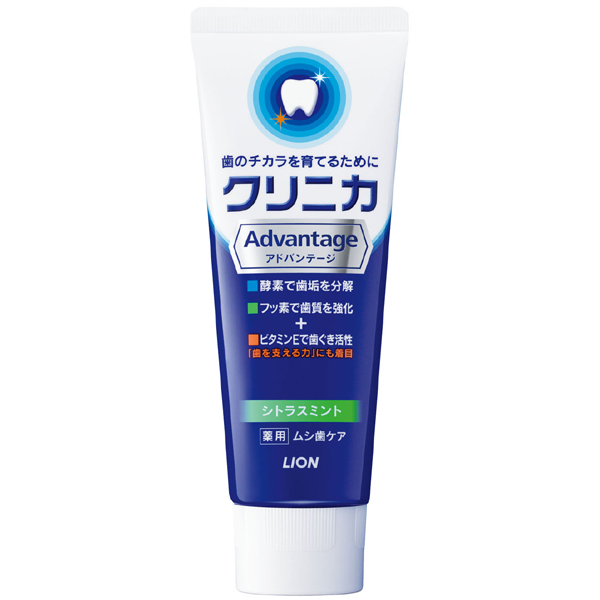 歯のチカラを育てるために
クリニカ
Advantage
アドバンテージ
酵素で歯垢を分解
フッ素で歯質を強化
+
ビタミンEで歯ぐき活性
「歯を支える力」にも着目
シトラスミント
薬用 ムシ歯ケア
LION